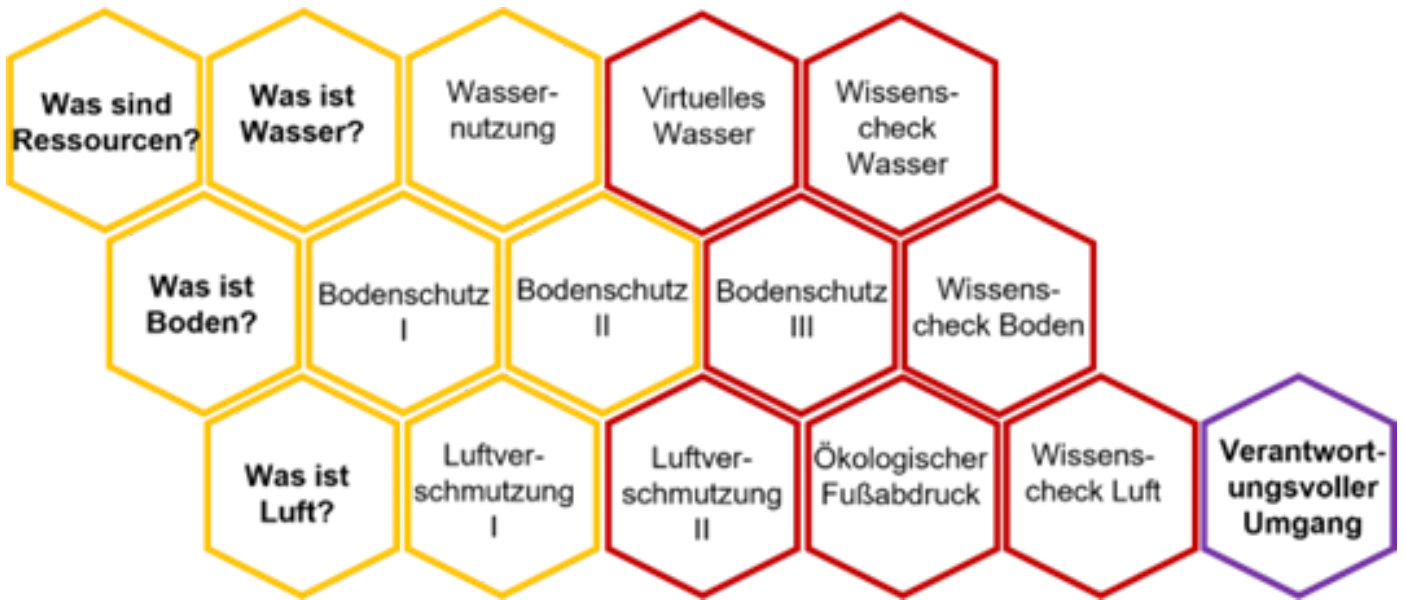 Was sind
Ressourcen?
Was ist
Wasser?
Wasser-
nutzung
Virtuelles
Wasser
Wissens-
check
Wasser
Was ist
Boden?
Bodenschutz
I
Bodenschutz
II
Bodenschutz
III
Wissens-
check Boden
Was ist
Luft?
Luftver-
schmutzung
I
Luftver-
schmutzung
II
Ökologischer
Fußabdruck
Wissens-
check Luft
Verantwort-
ungsvoller
Umgang